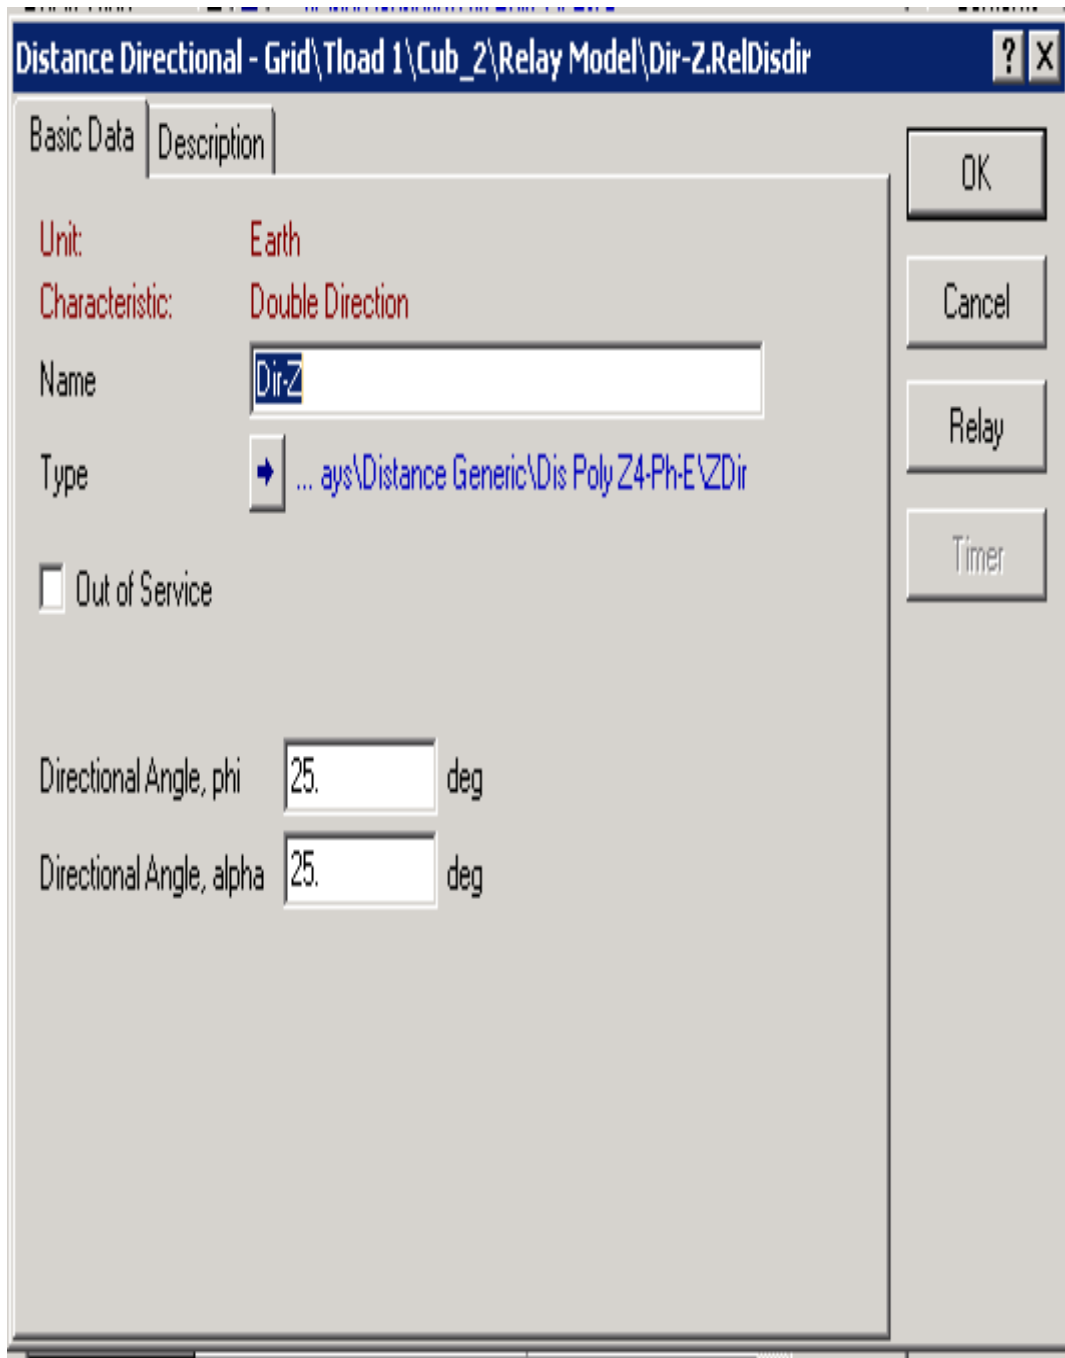 Distance Directional - Grid\Tload 1\Cub_2\Relay Model\Dir-Z.RelDisdir ? X
Basic Data Description
OK
Unit: Earth
Characteristic: Double Direction
Cancel
Name Dir-Z
Relay
Type ... ays\Distance Generic\Dis Poly Z4-Ph-E\ZDir
Timer
Out of Service
Directional Angle, phi 25. deg
Directional Angle, alpha 25. deg